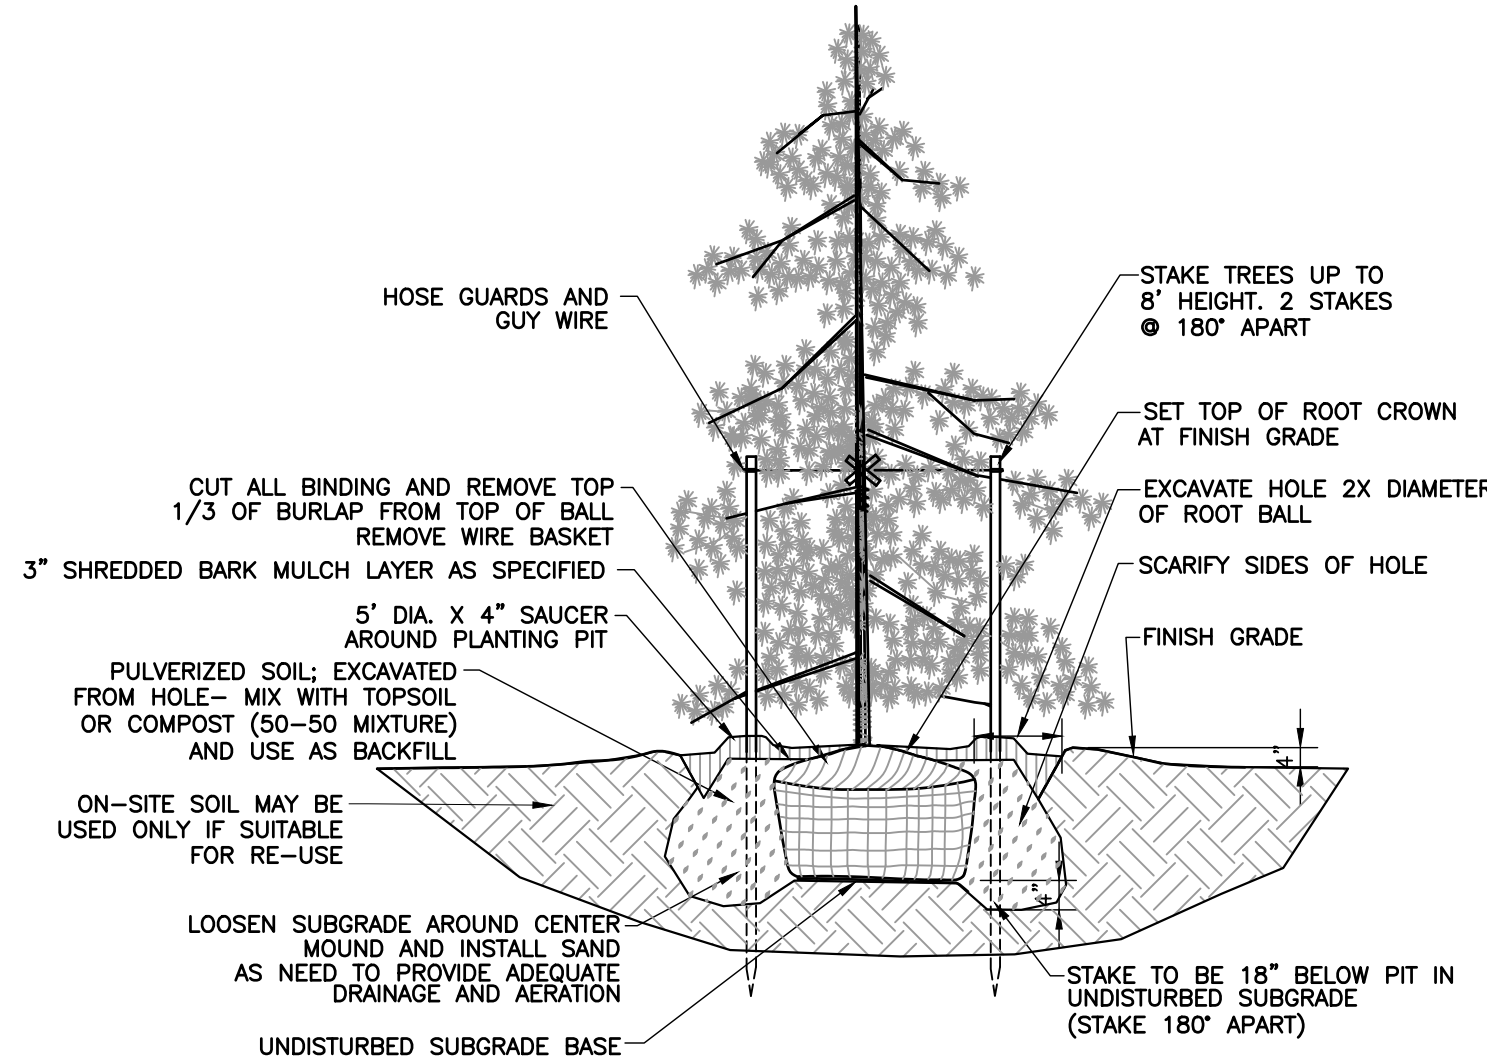 HOSE GUARDS AND
GUY WIRE
CUT ALL BINDING AND REMOVE TOP
1/3 OF BURLAP FROM TOP OF BALL
REMOVE WIRE BASKET
3" SHREDDED BARK MULCH LAYER AS SPECIFIED
5' DIA. X 4" SAUCER
AROUND PLANTING PIT
PULVERIZED SOIL; EXCAVATED
FROM HOLE– MIX WITH TOPSOIL
OR COMPOST (50–50 MIXTURE)
AND USE AS BACKFILL
ON–SITE SOIL MAY BE
USED ONLY IF SUITABLE
FOR RE–USE
LOOSEN SUBGRADE AROUND CENTER
MOUND AND INSTALL SAND
AS NEED TO PROVIDE ADEQUATE
DRAINAGE AND AERATION
UNDISTURBED SUBGRADE BASE
STAKE TREES UP TO
8' HEIGHT. 2 STAKES
@ 180° APART
SET TOP OF ROOT CROWN
AT FINISH GRADE
EXCAVATE HOLE 2X DIAMETER
OF ROOT BALL
SCARIFY SIDES OF HOLE
FINISH GRADE
4"
4"
STAKE TO BE 18" BELOW PIT IN
UNDISTURBED SUBGRADE
(STAKE 180° APART)